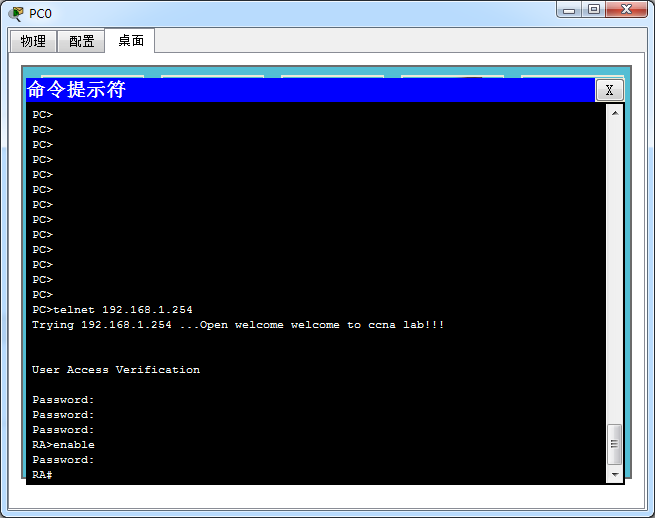 PC0
物理 配置 桌面
命令提示符 X
PC>
PC>
PC>
PC>
PC>
PC>
PC>
PC>
PC>
PC>
PC>
PC>
PC>
PC>telnet 192.168.1.254
Trying 192.168.1.254 ...Open welcome welcome to ccna lab!!!
User Access Verification
Password:
Password:
Password:
RA>enable
Password:
RA#